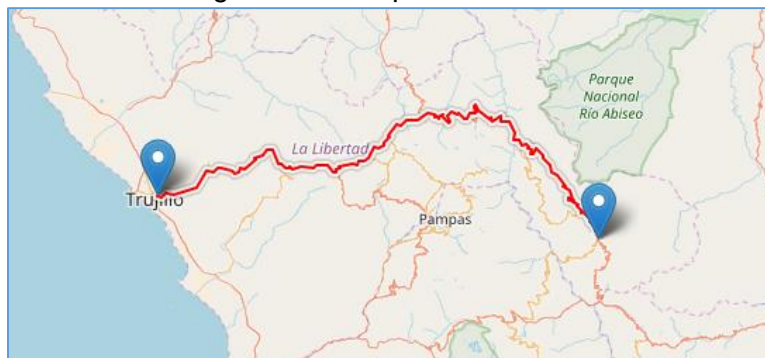 Parque
Nacional
Río Abiseo
La Libertad
Trujillo
Pampas